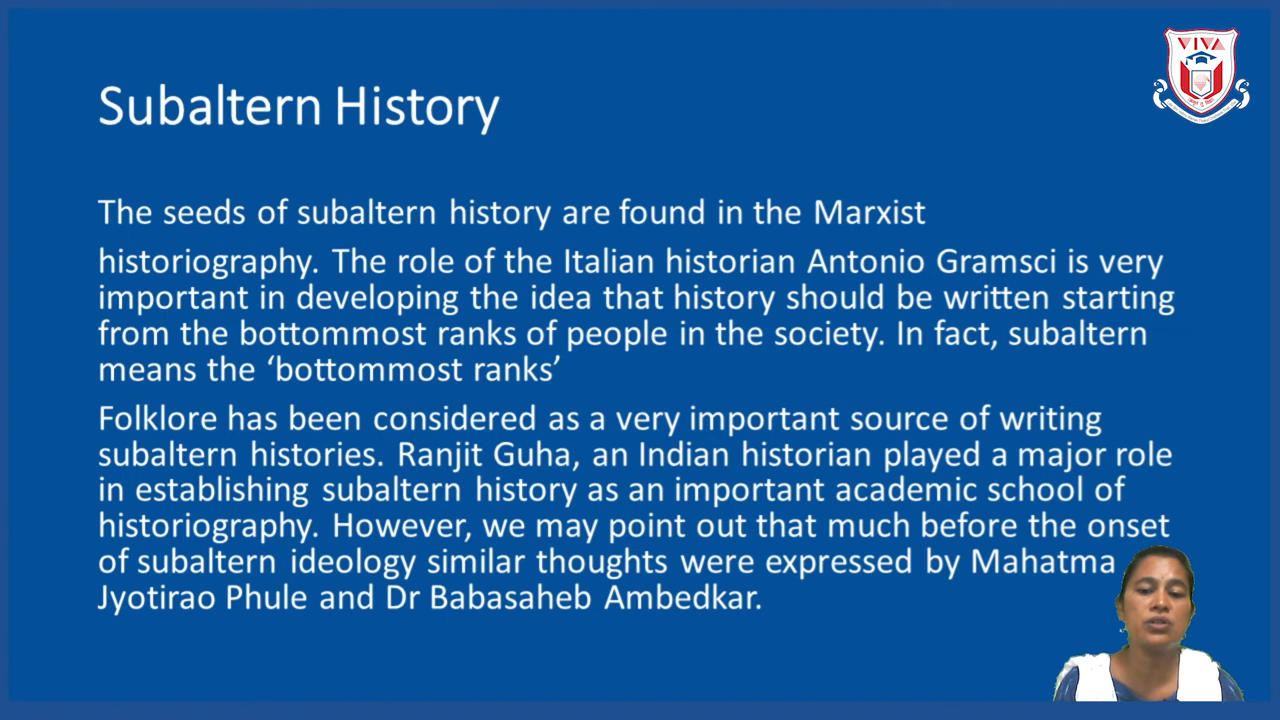 VIVA
Subaltern History
The seeds of subaltern history are found in the Marxist
historiography. The role of the Italian historian Antonio Gramsci is very
important in developing the idea that history should be written starting
from the bottommost ranks of people in the society. In fact, subaltern
means the ‘bottommost ranks’
Folklore has been considered as a very important source of writing
subaltern histories. Ranjit Guha, an Indian historian played a major role
in establishing subaltern history as an important academic school of
historiography. However, we may point out that much before the onset
of subaltern ideology similar thoughts were expressed by Mahatma
Jyotirao Phule and Dr Babasaheb Ambedkar.